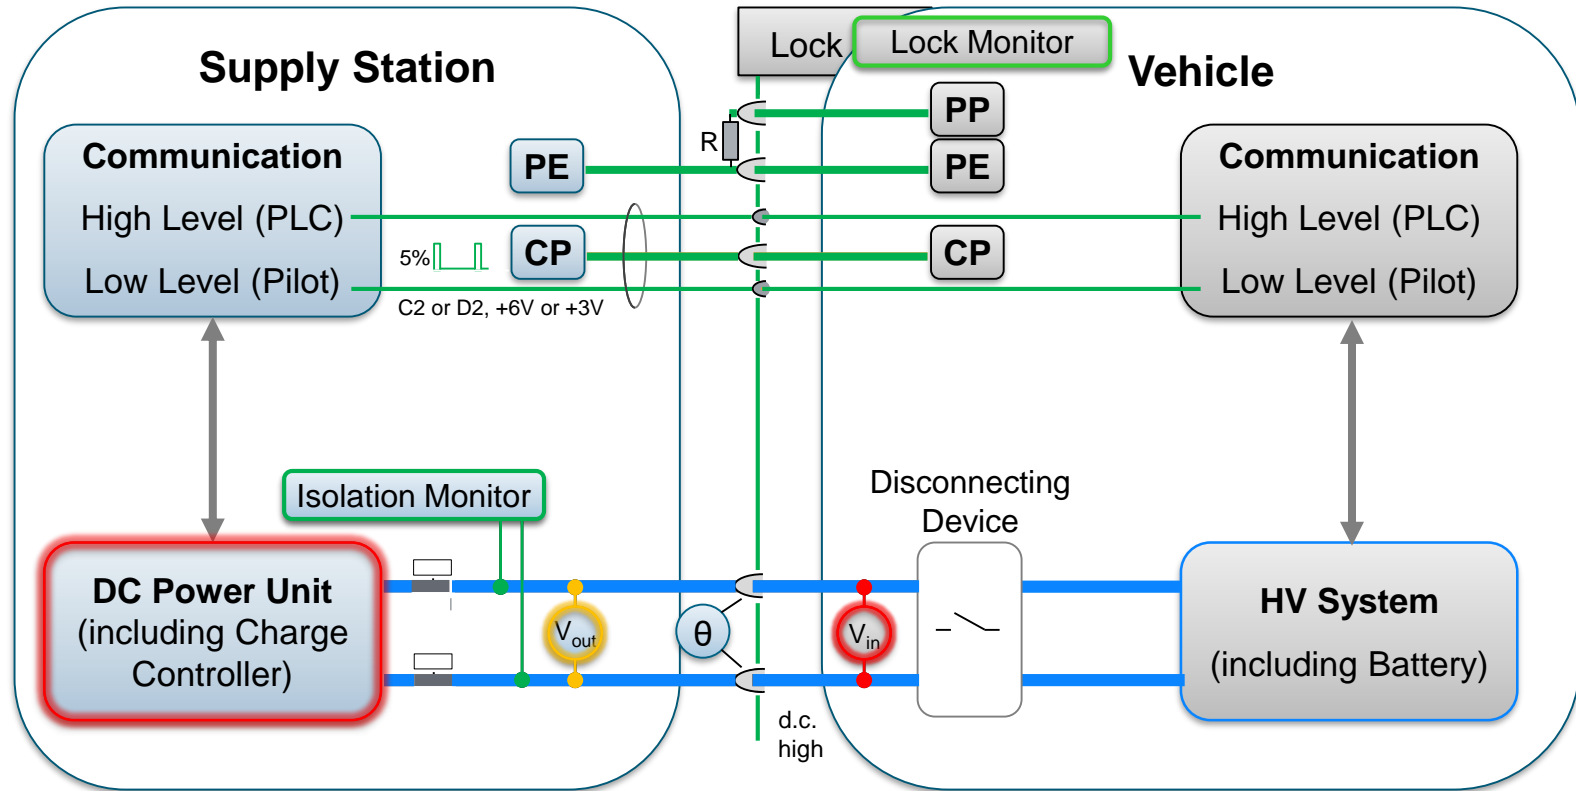 Supply Station
Lock
Lock Monitor
Vehicle
Communication
High Level (PLC)
Low Level (Pilot)
5%
C2 or D2, +6V or +3V
PE
CP
R
PP
PE
CP
Communication
High Level (PLC)
Low Level (Pilot)
Isolation Monitor
DC Power Unit
(including Charge
Controller)
Vout
θ
Vin
Disconnecting
Device
HV System
(including Battery)
d.c.
high